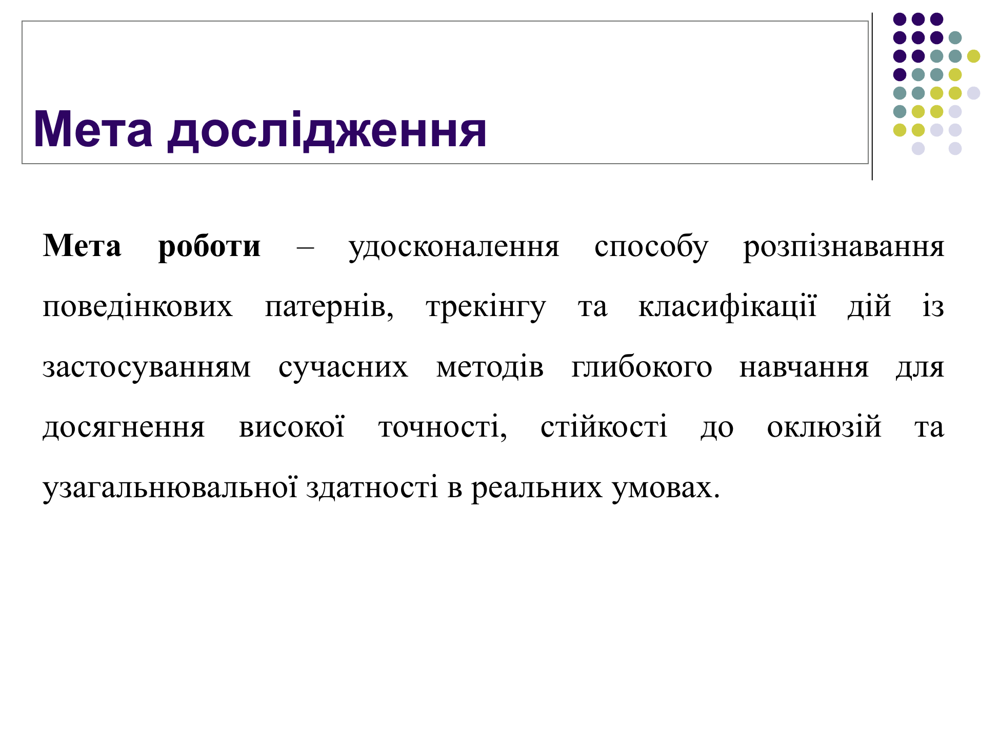 Мета дослідження
Мета роботи – удосконалення способу розпізнавання
поведінкових патернів, трекінгу та класифікації дій із
застосуванням сучасних методів глибокого навчання для
досягнення високої точності, стійкості до оклюзій та
узагальнювальної здатності в реальних умовах.